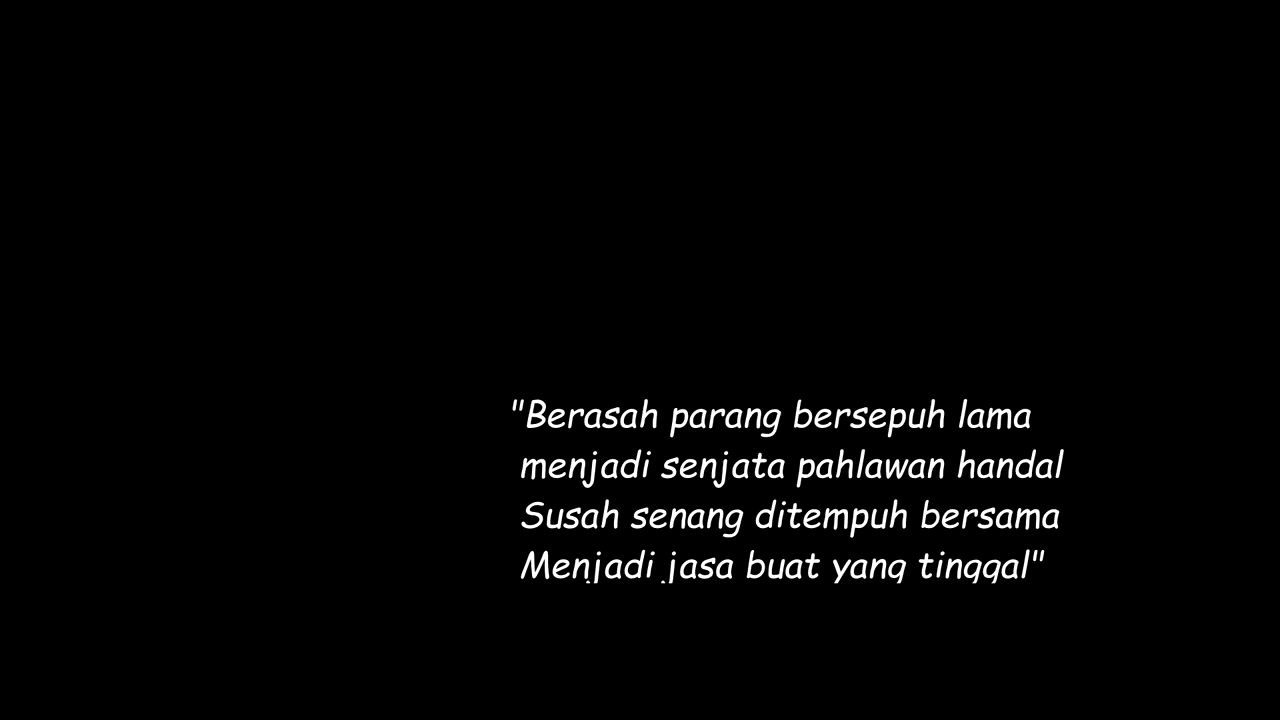 "Berasah parang bersepuh lama
menjadi senjata pahlawan handal
Susah senang ditempuh bersama
Menjadi jasa buat yang tinggal"